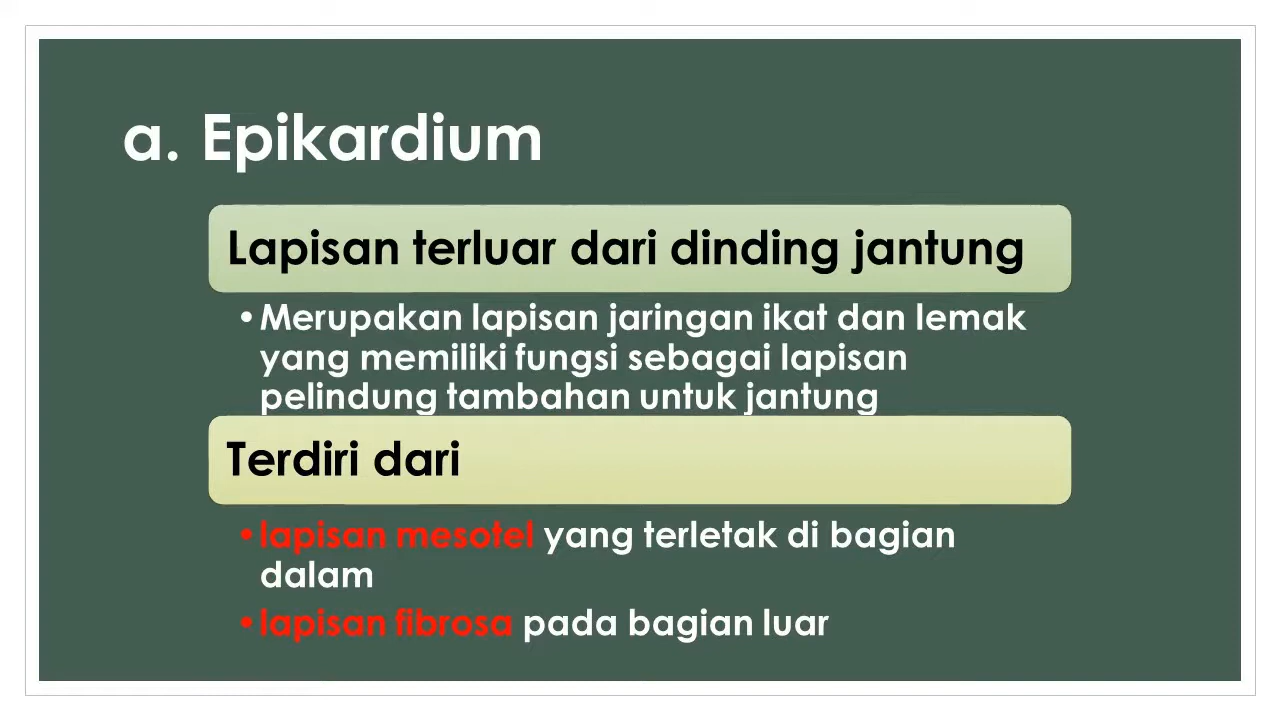 a. Epikardium
Lapisan terluar dari dinding jantung
•Merupakan lapisan jaringan ikat dan lemak
yang memiliki fungsi sebagai lapisan
pelindung tambahan untuk jantung
Terdiri dari
•lapisan mesotel yang terletak di bagian
dalam
•lapisan fibrosa pada bagian luar